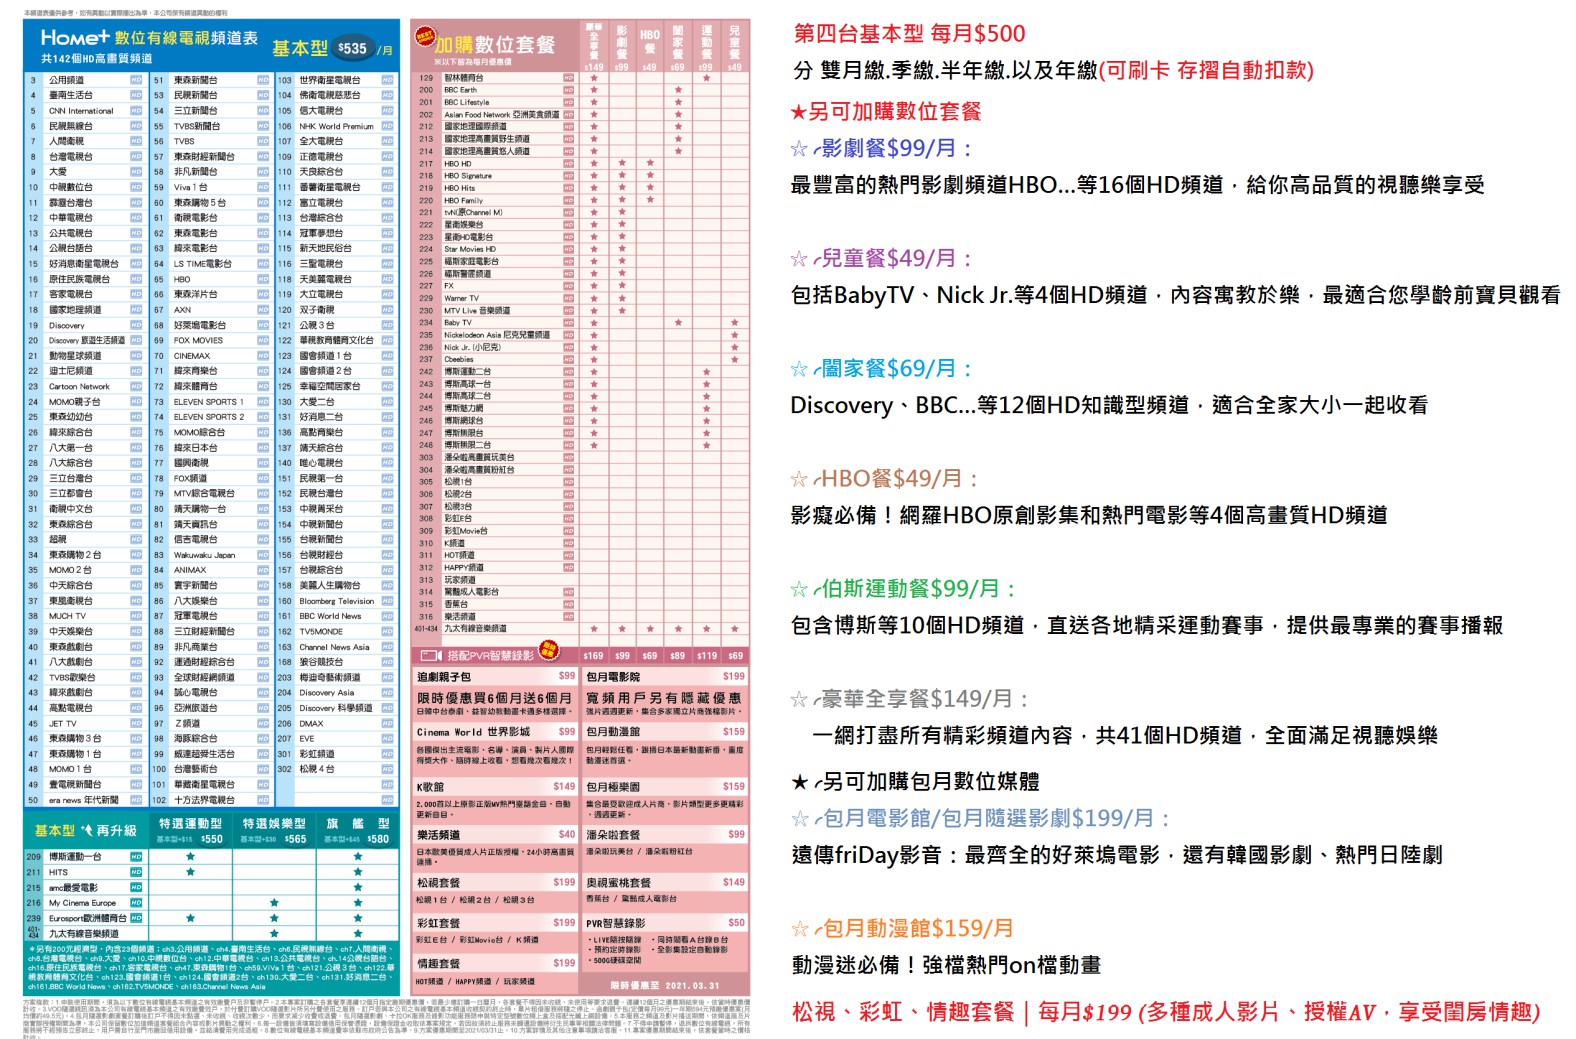 本頻道表僅供參考，如有異動以實際播出為準，本公司保有頻道異動的權利
Home+ 數位有線電視頻道表
共142個HD高畫質頻道
基本型 $535 /月
3 公用頻道
4 臺南生活台
5 CNN International
6 民視無線台
7 人間衛視
8 台灣電視台
9 大愛
10 中視數位台
11 霹靂台灣台
12 中華電視台
13 公共電視台
14 公視台語台
15 好消息衛星電視台
16 原住民族電視台
17 客家電視台
18 國家地理頻道
19 Discovery
20 Discovery 旅遊生活頻道
21 動物星球頻道
22 迪士尼頻道
23 Cartoon Network
24 MOMO親子台
25 東森幼幼台
26 緯來綜合台
27 八大第一台
28 八大綜合台
29 三立台灣台
30 三立都會台
31 衛視中文台
32 東森綜合台
33 超視
34 東森購物2台
35 MOMO2台
36 中天綜合台
37 東風衛視台
38 MUCH TV
39 中天娛樂台
40 東森戲劇台
41 八大戲劇台
42 TVBS歡樂台
43 緯來戲劇台
44 高點電視台
45 JET TV
46 東森購物3台
47 東森購物1台
48 MOMO1台
49 壹電視新聞台
50 era news 年代新聞
51 東森新聞台
53 民視新聞台
54 三立新聞台
55 TVBS新聞台
56 TVBS
57 東森財經新聞台
58 非凡新聞台
59 Viva1台
60 東森購物5台
61 衛視電影台
62 東森電影台
63 緯來電影台
64 LS TIME電影台
65 HBO
66 東森洋片台
67 AXN
68 好萊塢電影台
69 FOX MOVIES
70 CINEMAX
71 緯來育樂台
72 緯來體育台
73 ELEVEN SPORTS 1
74 ELEVEN SPORTS 2
75 MOMO綜合台
76 緯來日本台
77 國興衛視
78 FOX頻道
79 MTV綜合電視台
80 靖天購物一台
81 靖天資訊台
82 信吉電視台
83 Wakuwaku Japan
84 ANIMAX
85 寰宇新聞台
86 八大娛樂台
87 冠軍電視台
88 三立財經新聞台
89 非凡商業台
92 運通財經綜合台
93 全球財經網頻道
94 誠心電視台
96 亞洲旅遊台
97 Z頻道
98 海豚綜合台
99 威達超舜生活台
100 台灣藝術台
101 華藏衛星電視台
102 十方法界電視台
103 世界衛星電視台
104 佛衛電視慈悲台
105 信大電視台
106 NHK World Premium
107 全大電視台
109 正德電視台
110 天良綜合台
111 番薯衛星電視台
112 富立電視台
113 台灣綜合台
114 冠軍夢想台
115 新天地民俗台
116 三聖電視台
118 天美麗電視台
119 大立電視台
120 双子衛視
121 公視3台
122 華視教育體育文化台
123 國會頻道1台
124 國會頻道2台
125 幸福空間居家台
130 大愛二台
131 好消息二台
136 高點育樂台
137 靖天綜合台
140 唯心電視台
151 民視第一台
152 民視台灣台
153 中視菁采台
154 中視新聞台
155 台視新聞台
156 台視財經台
157 台視綜合台
158 美麗人生購物台
160 Bloomberg Television
161 BBC World News
162 TV5MONDE
163 Channel News Asia
168 狼谷競技台
203 梅迪奇藝術頻道
204 Discovery Asia
205 Discovery 科學頻道
206 DMAX
207 EVE
301 彩虹頻道
302 松視4台
基本型 再升級
特選運動型 基本型+$15 $550
特選娛樂型 基本型+$30 $565
旗艦型 基本型+$45 $580
209 博斯運動一台 HD ★ ★
211 HITS HD ★ ★
215 amc最愛電影 HD ★
216 My Cinema Europe HD ★ ★
239 Eurosport歐洲體育台 HD ★ ★ ★
401-434 九太有線音樂頻道 ★ ★
＊另有200元經濟型，內含23個頻道：ch3.公用頻道、ch4.臺南生活台、ch6.民視無線台、ch7.人間衛視、
ch8.台灣電視台、ch9.大愛、ch10.中視數位台、ch12.中華電視台、ch13.公共電視台、ch.14公視台語台、
ch16.原住民族電視台、ch17.客家電視台、ch47.東森購物1台、ch59.ViVa1台、ch121.公視3台、ch122.華
視教育體育文化台、ch123.國會頻道1台、ch124.國會頻道2台、ch130.大愛二台、ch131.好消息二台、
ch161.BBC World News、ch162.TV5MONDE、ch163.Channel News Asia
加購數位套餐
※以下皆為每月優惠價
豪華全享餐 $149
影劇餐 $99
HBO餐 $49
闔家餐 $69
運動餐 $99
兒童餐 $49
129 智林體育台 HD ★ ★
200 BBC Earth HD ★ ★
201 BBC Lifestyle HD ★ ★
202 Asian Food Network 亞洲美食頻道 HD ★ ★
212 國家地理國際頻道 HD ★ ★
213 國家地理高畫質野生頻道 HD ★ ★
214 國家地理高畫質悠人頻道 HD ★ ★
217 HBO HD HD ★ ★ ★
218 HBO Signature HD ★ ★ ★
219 HBO Hits HD ★ ★ ★
220 HBO Family HD ★ ★ ★
221 tvN(原Channel M) HD ★ ★
222 星衛娛樂台 HD ★ ★
223 星衛HD電影台 HD ★ ★
224 Star Movies HD HD ★ ★
225 福斯家庭電影台 HD ★ ★
226 福斯警匪頻道 HD ★ ★
227 FX HD ★ ★
229 Warner TV HD ★ ★
230 MTV Live 音樂頻道 HD ★ ★
234 Baby TV HD ★ ★ ★
235 Nickelodeon Asia 尼克兒童頻道 HD ★ ★
236 Nick Jr. (小尼克) HD ★ ★
237 Cbeebies HD ★ ★
242 博斯運動二台 HD ★ ★
243 博斯高球一台 HD ★ ★
244 博斯高球二台 HD ★ ★
245 博斯魅力網 HD ★ ★
246 博斯網球台 HD ★ ★
247 博斯無限台 HD ★ ★
248 博斯無限二台 HD ★ ★
303 潘朵啦高畫質玩美台 HD
304 潘朵啦高畫質粉紅台 HD
305 松視1台 HD
306 松視2台 HD
307 松視3台 HD
308 彩虹E台 HD
309 彩虹Movie台 HD
310 K頻道 HD
311 HOT頻道 HD
312 HAPPY頻道 HD
313 玩家頻道
314 驚豔成人電影台 HD
315 香蕉台 HD
316 樂活頻道 HD
401-434 九太有線音樂頻道 ★ ★ ★ ★ ★ ★
搭配PVR智慧錄影 限時優惠 $169 $99 $69 $89 $119 $69
追劇親子包 $99
限時優惠買6個月送6個月
日韓中台泰劇、益智幼教動畫卡通多樣選擇。
包月電影院 $199
寬頻用戶另有隱藏優惠
強片週週更新，集合多家獨立片商強檔影片。
Cinema World 世界影城 $99
各國傑出主流電影、名導、演員、製片人國際
得獎大作，隨時線上收看，想看幾次看幾次！
包月動漫館 $159
包月輕鬆任看，跟播日本最新動畫新番，重度
動漫迷首選。
K歌館 $149
2,000首以上原影正版MV熱門臺語金曲，自動
更新曲目。
包月極樂園 $159
集合最受歡迎成人片商，影片類型更多更精彩
，週週更新。
樂活頻道 $40
日本歐美優質成人片正版授權，24小時高畫質
連播。
潘朵啦套餐 $99
潘朵啦玩美台 / 潘朵啦粉紅台
松視套餐 $199
松視1台 / 松視2台 / 松視3台
奧視蜜桃套餐 $149
香蕉台 / 驚豔成人電影台
彩虹套餐 $199
彩虹E台 / 彩虹Movie台 / K頻道
PVR智慧錄影 $50
・LIVE隨按隨錄 ・同時間看A台錄B台
・預約定時錄影 ・全影集設定自動錄影
・500G硬碟空間
情趣套餐 $199
HOT頻道 / HAPPY頻道 / 玩家頻道
限時優惠至 2021.03.31
第四台基本型 每月$500
分 雙月繳.季繳.半年繳.以及年繳(可刷卡 存摺自動扣款)
★另可加購數位套餐
☆影劇餐$99/月：
最豐富的熱門影劇頻道HBO...等16個HD頻道，給你高品質的視聽樂享受
☆兒童餐$49/月：
包括BabyTV、Nick Jr.等4個HD頻道，內容寓教於樂，最適合您學齡前寶貝觀看
☆闔家餐$69/月：
Discovery、BBC...等12個HD知識型頻道，適合全家大小一起收看
☆HBO餐$49/月：
影癡必備！網羅HBO原創影集和熱門電影等4個高畫質HD頻道
☆伯斯運動餐$99/月：
包含博斯等10個HD頻道，直送各地精采運動賽事，提供最專業的賽事播報
☆豪華全享餐$149/月：
一網打盡所有精彩頻道內容，共41個HD頻道，全面滿足視聽娛樂
★另可加購包月數位媒體
☆包月電影館/包月隨選影劇$199/月：
遠傳friDay影音：最齊全的好萊塢電影，還有韓國影劇、熱門日陸劇
☆包月動漫館$159/月
動漫迷必備！強檔熱門on檔動畫
松視、彩虹、情趣套餐｜每月$199 (多種成人影片、授權AV，享受閨房情趣)